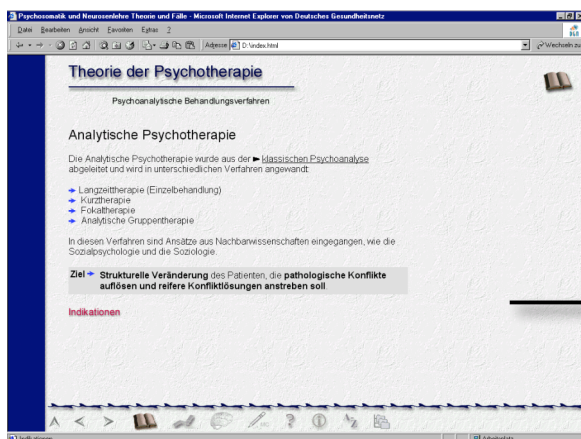 Psychosomatik und Neurosenlehre Theorie und Fälle - Microsoft Internet Explorer von Deutsches Gesundheitsnetz
Datei Bearbeiten Ansicht Favoriten Extras ?
Adresse D:\index.html Wechseln zu
Theorie der Psychotherapie
Psychoanalytische Behandlungsverfahren
Analytische Psychotherapie
Die Analytische Psychotherapie wurde aus der klassischen Psychoanalyse
abgeleitet und wird in unterschiedlichen Verfahren angewandt:
Langzeittherapie (Einzelbehandlung)
Kurztherapie
Fokaltherapie
Analytische Gruppentherapie
In diesen Verfahren sind Ansätze aus Nachbarwissenschaften eingegangen, wie die
Sozialpsychologie und die Soziologie.
Ziel Strukturelle Veränderung des Patienten, die pathologische Konflikte
auflösen und reifere Konfliktlösungen anstreben soll.
Indikationen
Indikationen Arbeitsplatz